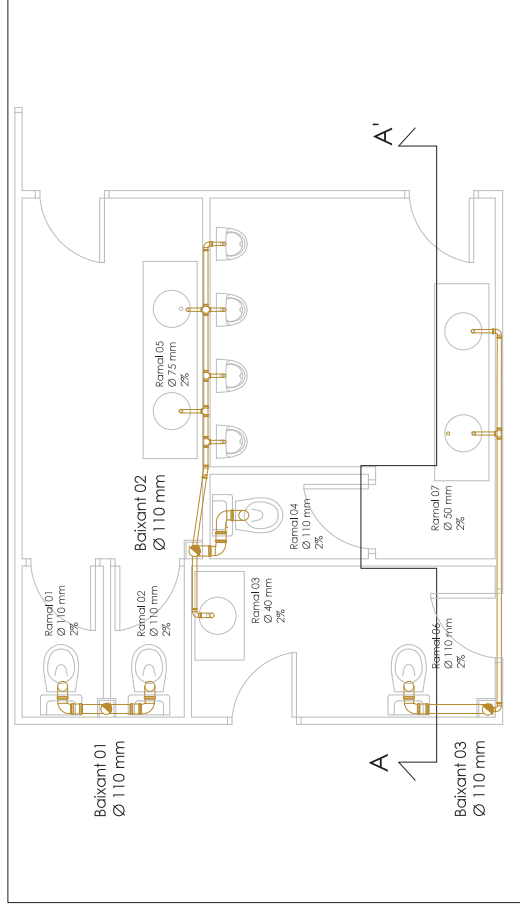 Ramal 01
Ø 110 mm
2%
Ramal 02
Ø 110 mm
2%
Baixant 01
Ø 110 mm
Baixant 02
Ø 110 mm
Ramal 05
Ø 75 mm
2%
Ramal 03
Ø 40 mm
2%
Ramal 04
Ø 110 mm
2%
A
A'
Ramal 06
Ø 110 mm
2%
Ramal 07
Ø 50 mm
2%
Baixant 03
Ø 110 mm